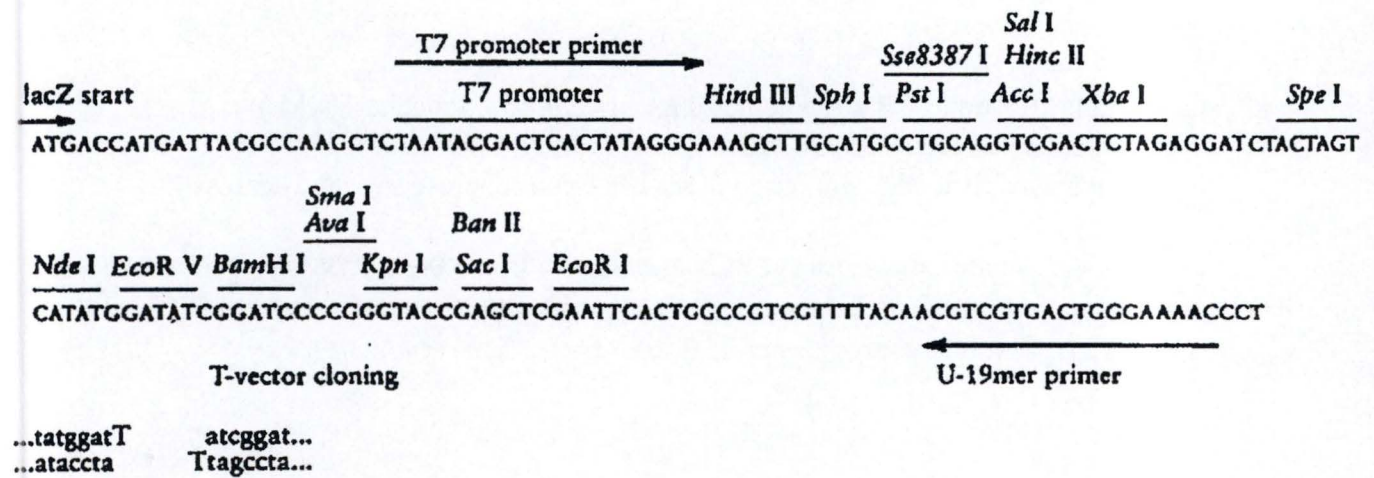 Sal I
T7 promoter primer Sse8387 I Hinc II
lacZ start T7 promoter Hind III Sph I Pst I Acc I Xba I Spe I
ATGACCATGATTACGCCAAGCTCTAATACGACTCACTATAGGGAAAGCTTGCATGCCTGCAGGTCGACTCTAGAGGATCTACTAGT
Sma I
Ava I Ban II
Nde I EcoR V BamH I Kpn I Sac I EcoR I
CATATGGATATCGGATCCCCGGGTACCGAGCTCGAATTCACTGGCCGTCGTTTTACAACGTCGTGACTGGGAAAACCCT
T-vector cloning U-19mer primer
...tatggatT atcggat...
...ataccta Ttagccta...